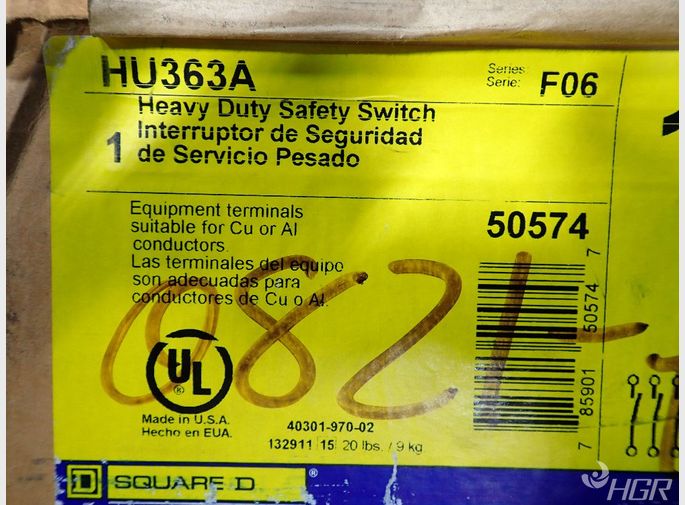 HU363A
Series
Serie:
F06
1
Heavy Duty Safety Switch
Interruptor de Seguridad
de Servicio Pesado
Equipment terminals
suitable for Cu or Al
conductors.
Las terminales del equipo
son adecuadas para
conductores de Cu o Al.
50574
7 85901 50574 7
0821-
UL
®
Made in U.S.A.
Hecho en EUA.
40301-970-02
132911 15 20 lbs. / 9 kg
D SQUARE D ®
HGR